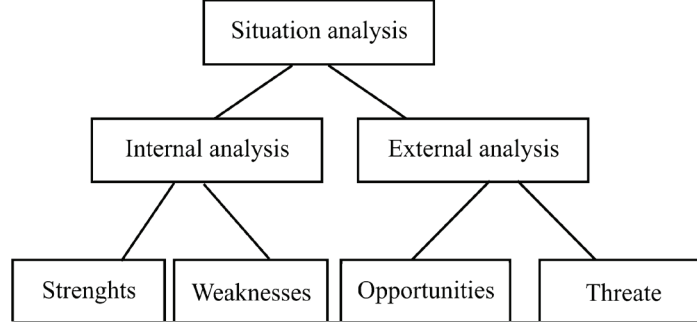 Situation analysis
Internal analysis
External analysis
Strenghts
Weaknesses
Opportunities
Threate